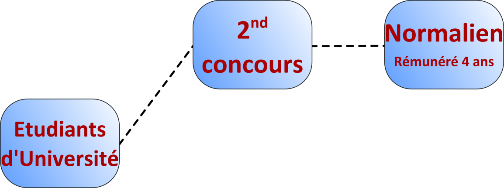 2nd
concours
Normalien
Rémunéré 4 ans
Etudiants
d'Université